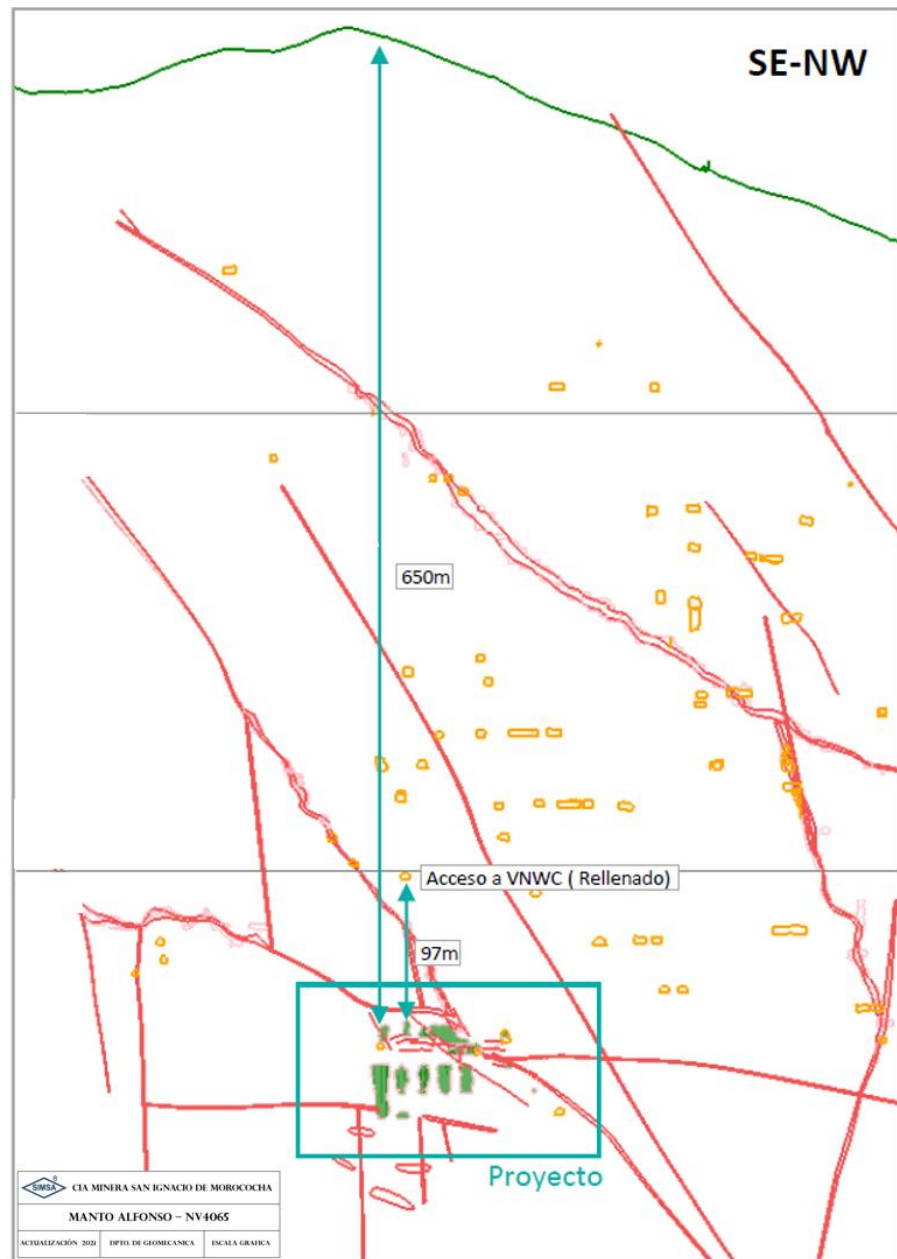 SE-NW
650m
Acceso a VNWC ( Rellenado)
97m
Proyecto
SIMSA
CIA MINERA SAN IGNACIO DE MOROCOCHA
MANTO ALFONSO – NV4065
ACTUALIZACIÓN 2021 DPTO. DE GEOMECANICA ESCALA GRAFICA